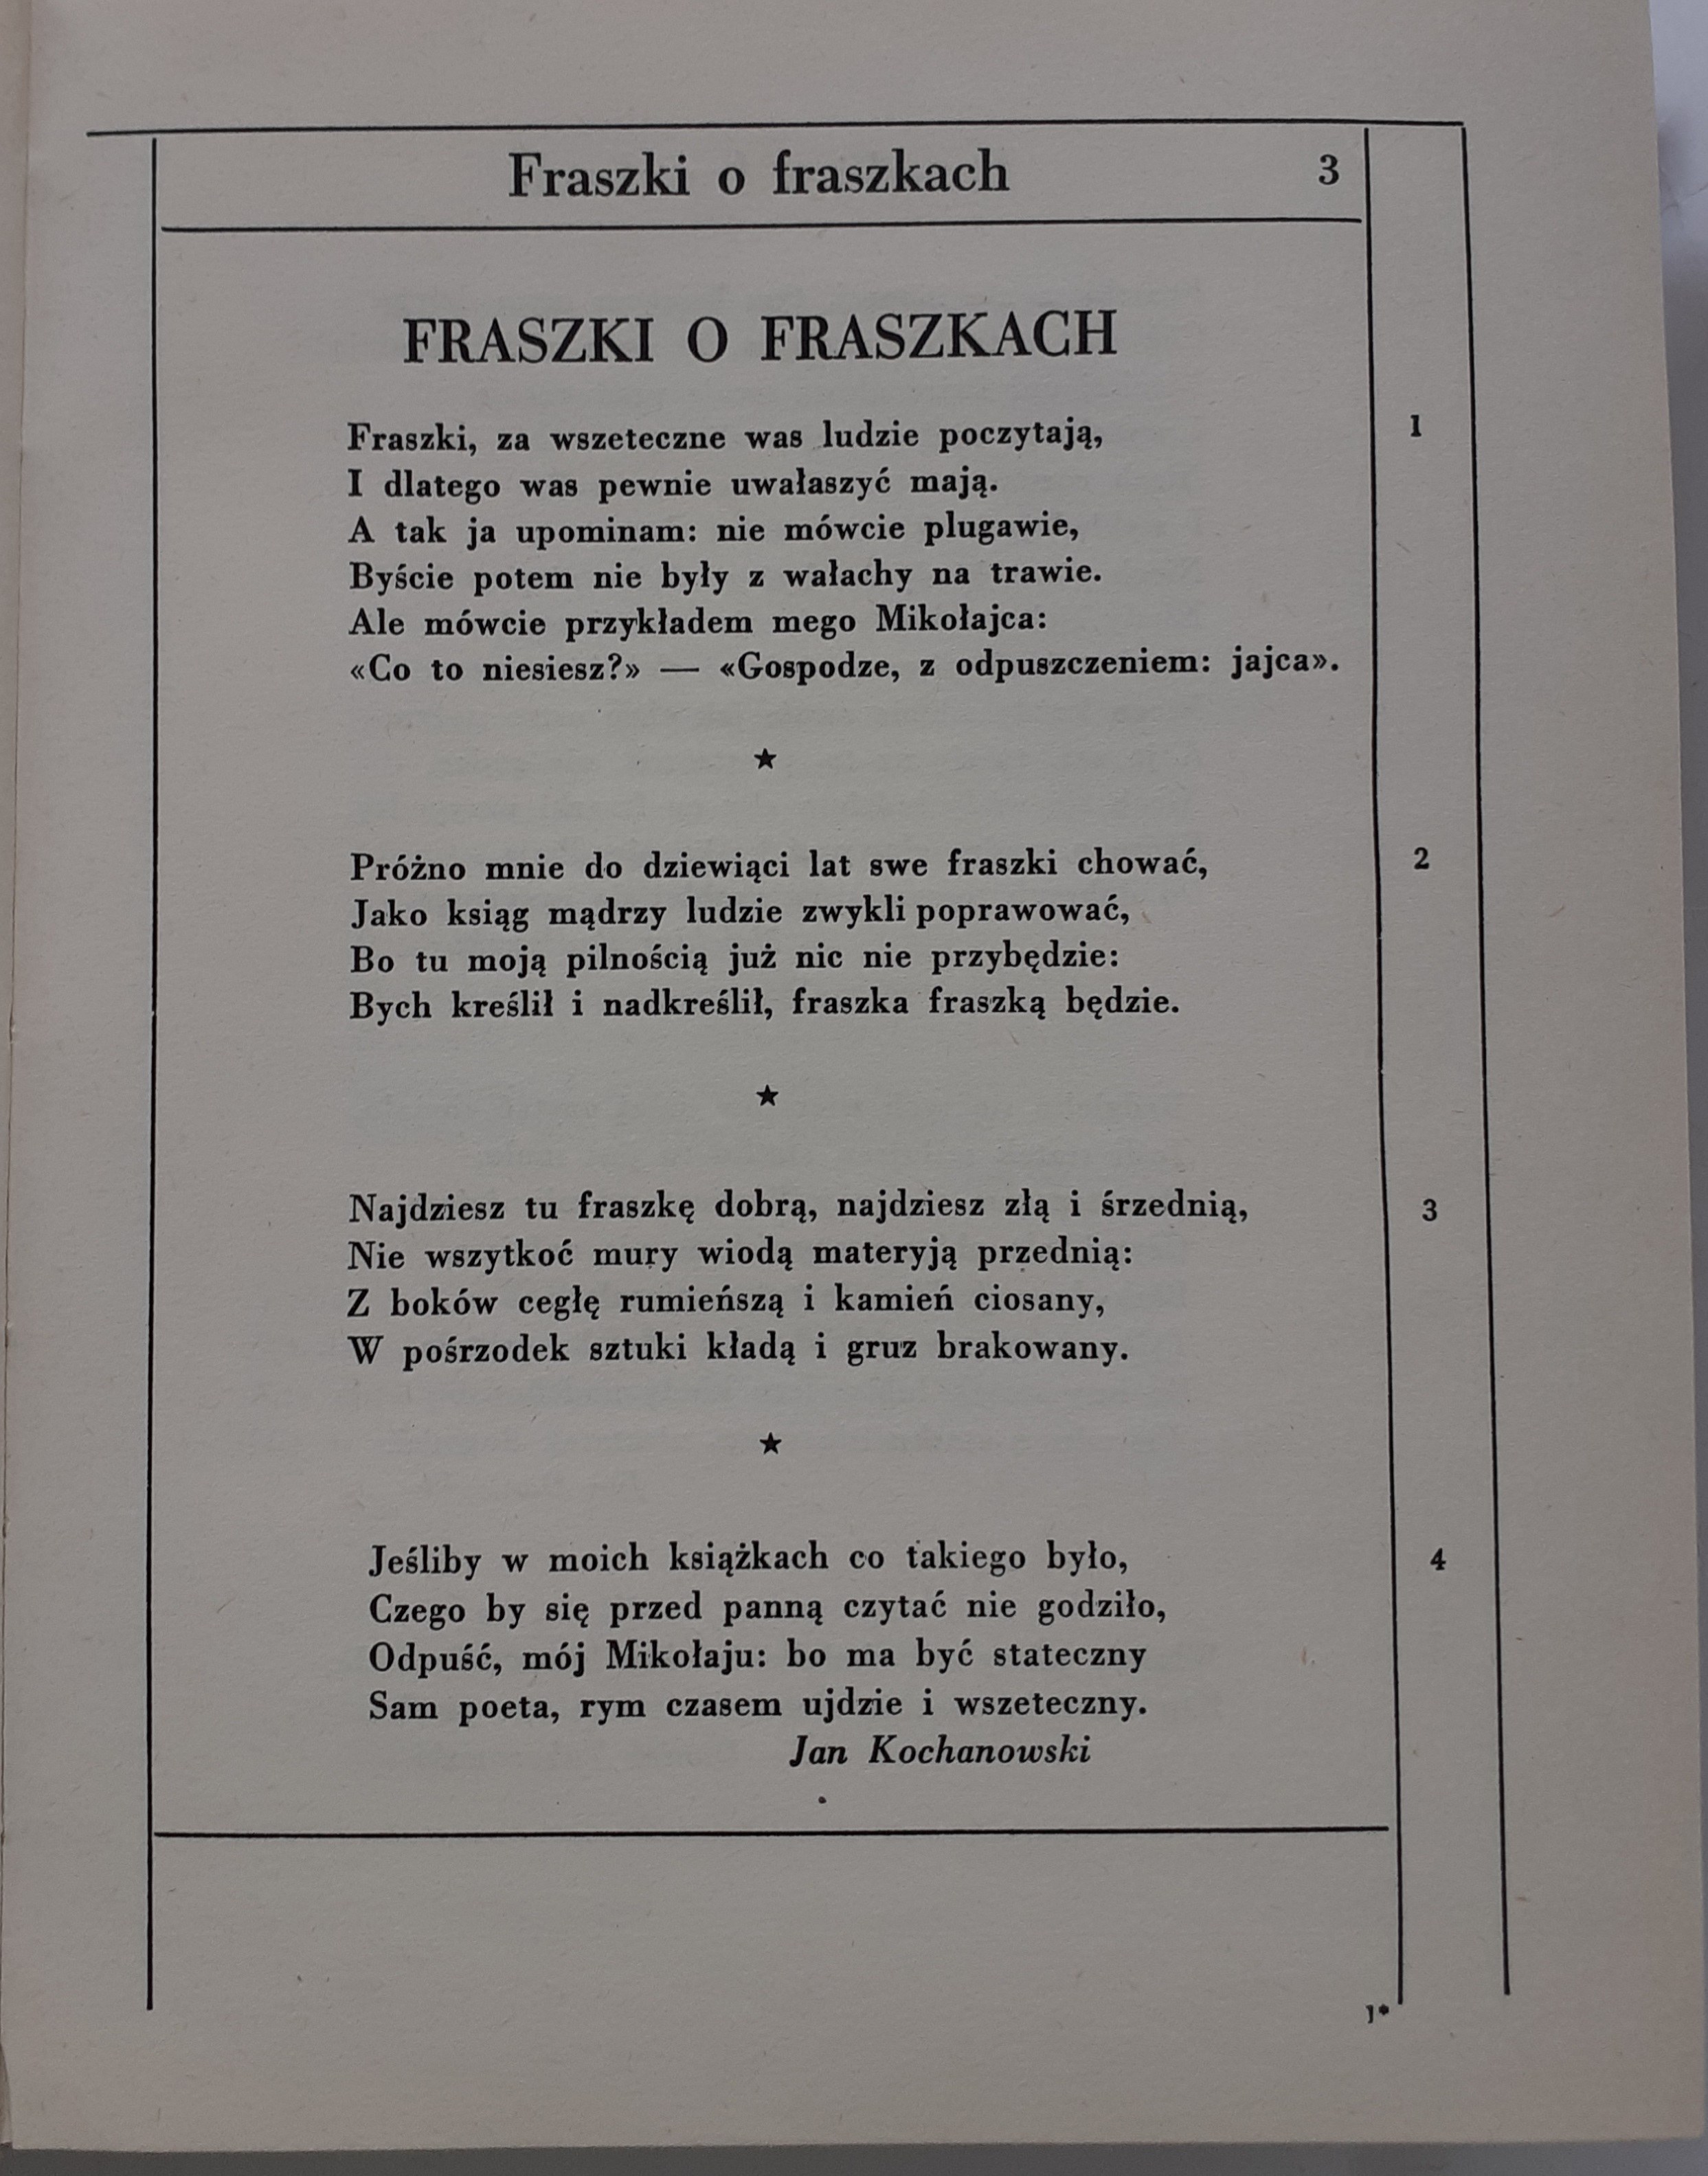 Fraszki o fraszkach 3
FRASZKI O FRASZKACH
Fraszki, za wszeteczne was ludzie poczytają, 1
I dlatego was pewnie uwałaszyć mają.
A tak ja upominam: nie mówcie plugawie,
Byście potem nie były z wałachy na trawie.
Ale mówcie przykładem mego Mikołajca:
«Co to niesiesz?» — «Gospodze, z odpuszczeniem: jajca».
★
Próżno mnie do dziewiąci lat swe fraszki chować, 2
Jako ksiąg mądrzy ludzie zwykli poprawować,
Bo tu moją pilnością już nic nie przybędzie:
Bych kreślił i nadkreślił, fraszka fraszką będzie.
★
Najdziesz tu fraszkę dobrą, najdziesz złą i śrzednią, 3
Nie wszytkoć mury wiodą materyją przednią:
Z boków cegłę rumieńszą i kamień ciosany,
W pośrzodek sztuki kładą i gruz brakowany.
★
Jeśliby w moich książkach co takiego było, 4
Czego by się przed panną czytać nie godziło,
Odpuść, mój Mikołaju: bo ma być stateczny
Sam poeta, rym czasem ujdzie i wszeteczny.
Jan Kochanowski
1*